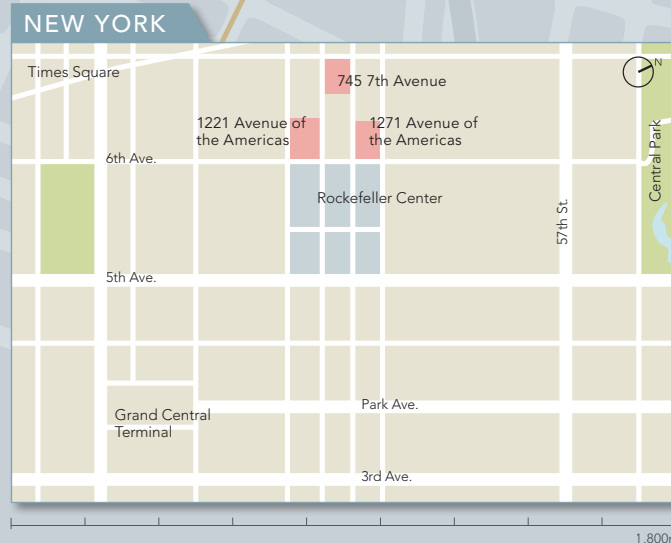 NEW YORK
Times Square
745 7th Avenue
N
1221 Avenue of
the Americas
1271 Avenue of
the Americas
6th Ave.
Central Park
Rockefeller Center
57th St.
5th Ave.
Park Ave.
Grand Central
Terminal
3rd Ave.